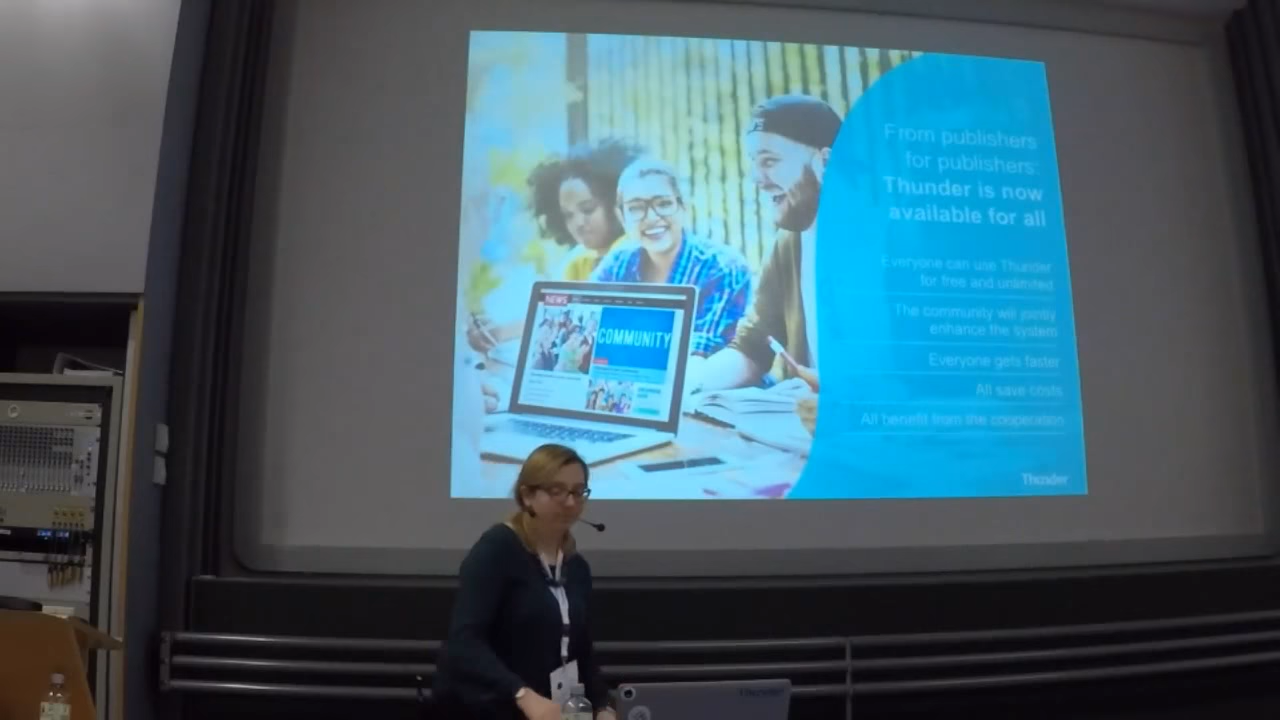 From publishers
for publishers:
Thunder is now
available for all
Everyone can use Thunder
for free and unlimited
The community will jointly
enhance the system
Everyone gets faster
All save costs
All benefit from the cooperation
Thunder
NEWS
COMMUNITY
Thunder